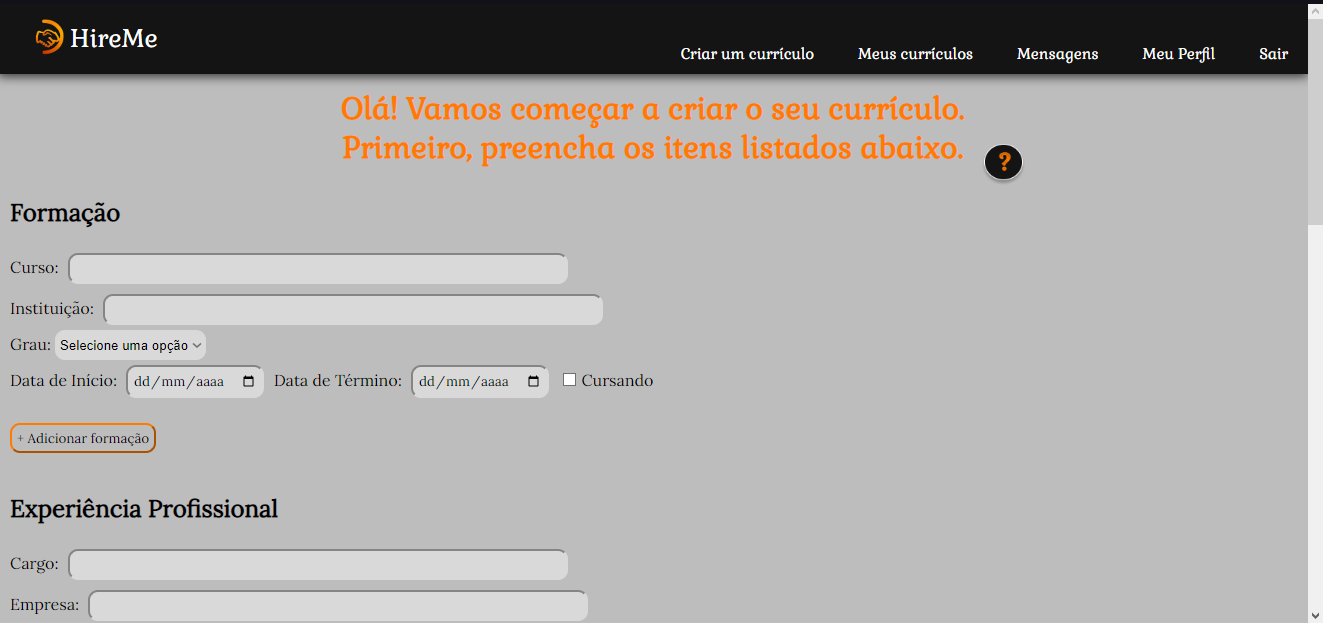 HireMe
Criar um currículo Meus currículos Mensagens Meu Perfil Sair
Olá! Vamos começar a criar o seu currículo.
Primeiro, preencha os itens listados abaixo.
?
Formação
Curso:
Instituição:
Grau: Selecione uma opção
Data de Início: dd/mm/aaaa Data de Término: dd/mm/aaaa Cursando
+ Adicionar formação
Experiência Profissional
Cargo:
Empresa: